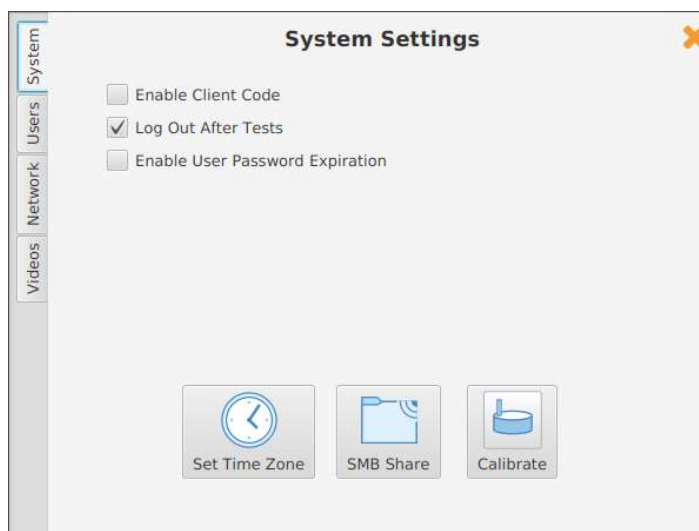 System Settings
System
Users
Network
Videos
Enable Client Code
Log Out After Tests
Enable User Password Expiration
Set Time Zone
SMB Share
Calibrate